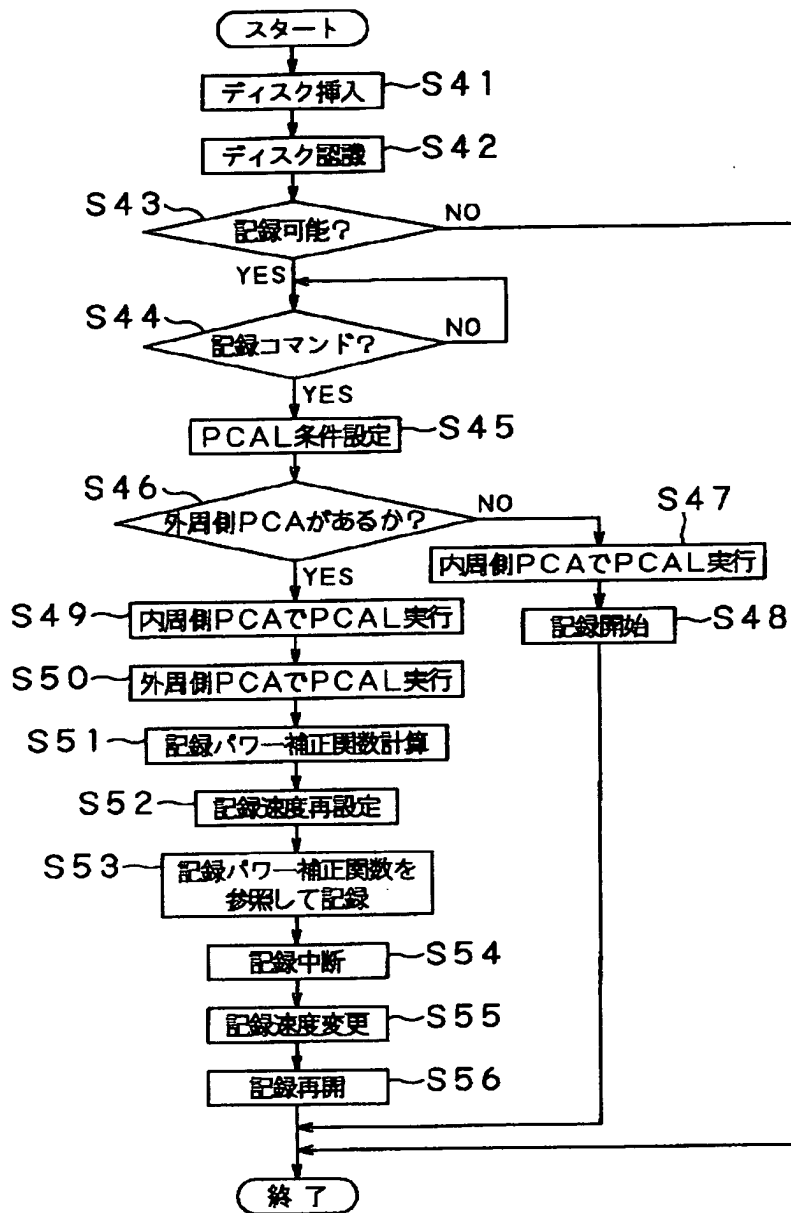 スタート
ディスク挿入
S41
ディスク認識
S42
S43
記録可能?
NO
YES
S44
記録コマンド?
NO
YES
PCAL条件設定
S45
S46
外周側PCAがあるか?
NO
YES
S47
内周側PCAでPCAL実行
記録開始
S48
S49
内周側PCAでPCAL実行
S50
外周側PCAでPCAL実行
S51
記録パワー補正関数計算
S52
記録速度再設定
S53
記録パワー補正関数を
参照して記録
記録中断
S54
記録速度変更
S55
記録再開
S56
終了